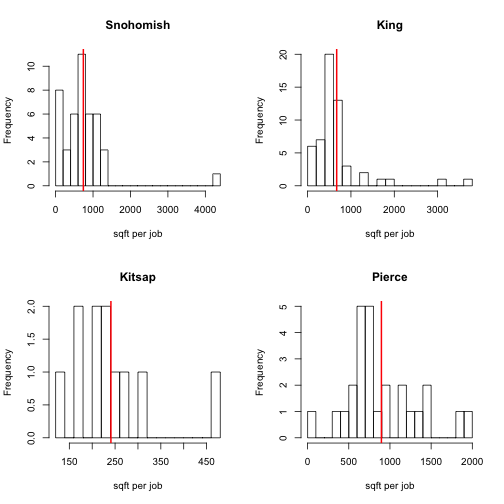 Snohomish
Frequency
0 2 4 6 8 10
0 1000 2000 3000 4000
sqft per job
King
Frequency
0 5 10 15 20
0 1000 2000 3000
sqft per job
Kitsap
Frequency
0.0 0.5 1.0 1.5 2.0
150 250 350 450
sqft per job
Pierce
Frequency
0 1 2 3 4 5
0 500 1000 1500 2000
sqft per job